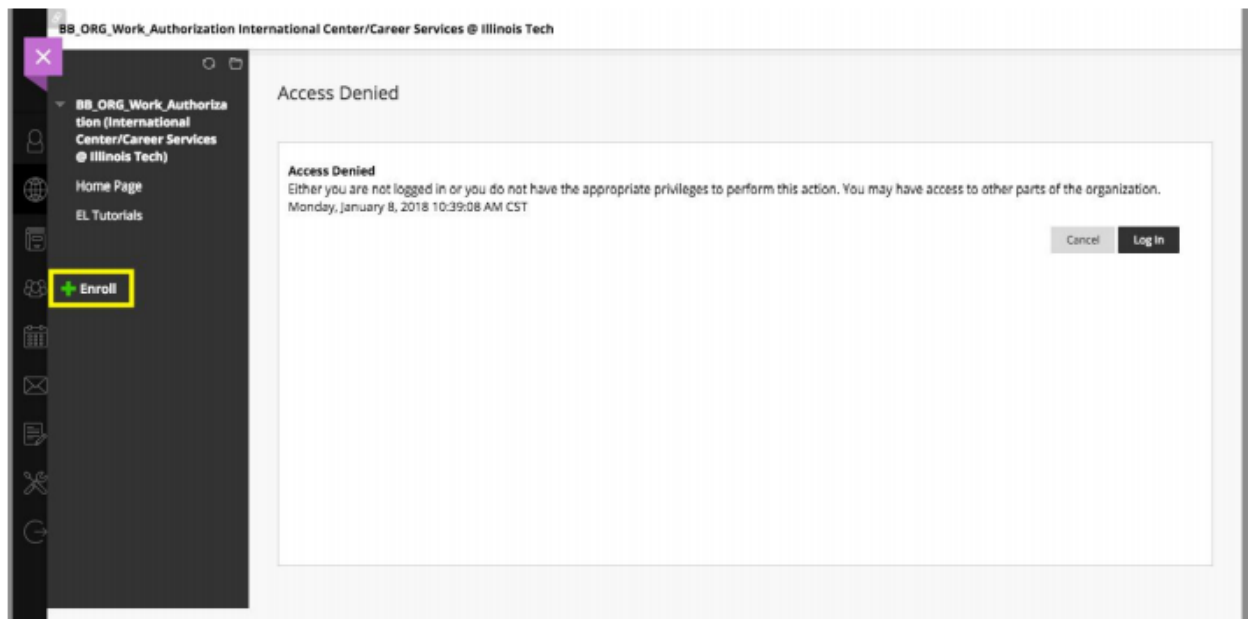 BB_ORG_Work_Authorization International Center/Career Services @ Illinois Tech
BB_ORG_Work_Authoriza
tion (International
Center/Career Services
@ Illinois Tech)
Home Page
EL Tutorials
Enroll
Access Denied
Access Denied
Either you are not logged in or you do not have the appropriate privileges to perform this action. You may have access to other parts of the organization.
Monday, January 8, 2018 10:39:08 AM CST
Cancel
Log In